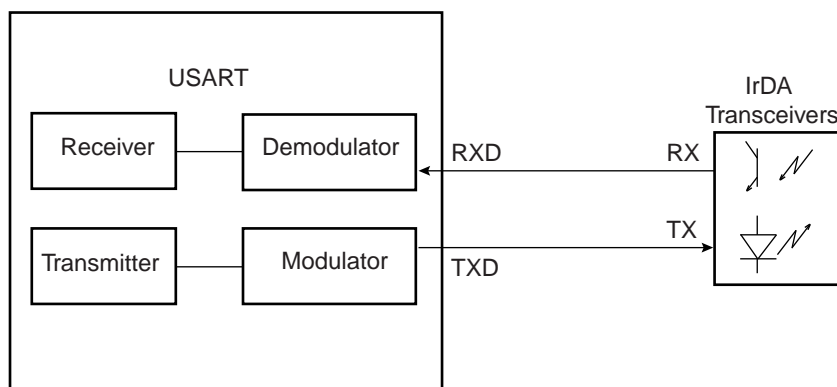 USART
IrDA
Transceivers
Receiver
Demodulator
RXD
RX
Transmitter
Modulator
TXD
TX